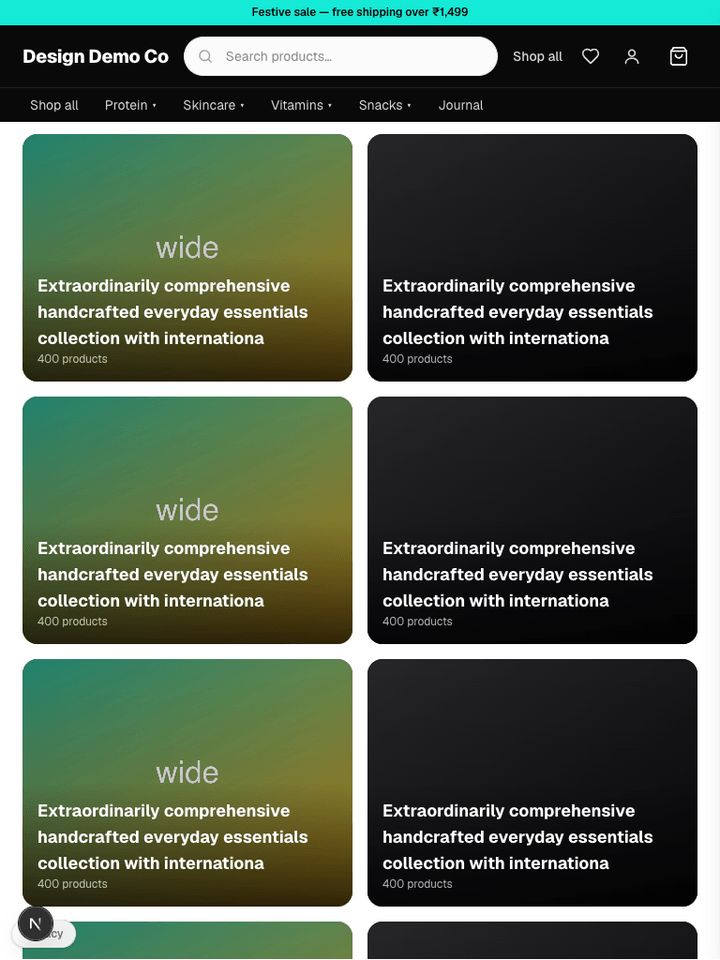 Festive sale — free shipping over ₹1,499
Design Demo Co
Search products...
Shop all
Shop all
Protein
Skincare
Vitamins
Snacks
Journal
wide
Extraordinarily comprehensive
handcrafted everyday essentials
collection with internationa
400 products
Extraordinarily comprehensive
handcrafted everyday essentials
collection with internationa
400 products
wide
Extraordinarily comprehensive
handcrafted everyday essentials
collection with internationa
400 products
Extraordinarily comprehensive
handcrafted everyday essentials
collection with internationa
400 products
wide
Extraordinarily comprehensive
handcrafted everyday essentials
collection with internationa
400 products
Extraordinarily comprehensive
handcrafted everyday essentials
collection with internationa
400 products
N